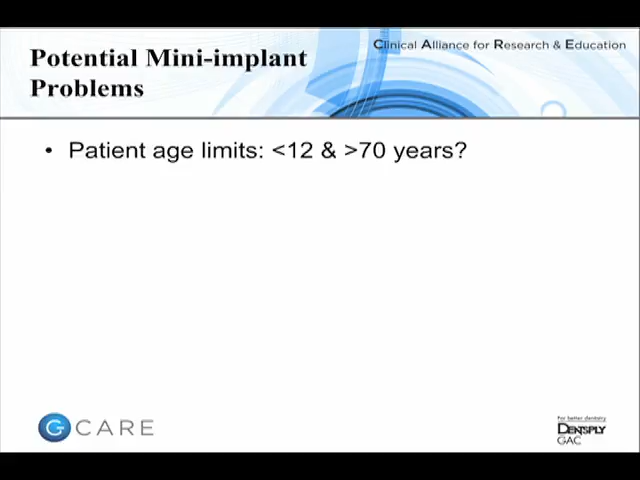 Clinical Alliance for Research & Education
Potential Mini-implant
Problems
• Patient age limits: <12 & >70 years?
G CARE
For better dentistry
DENTSPLY
GAC